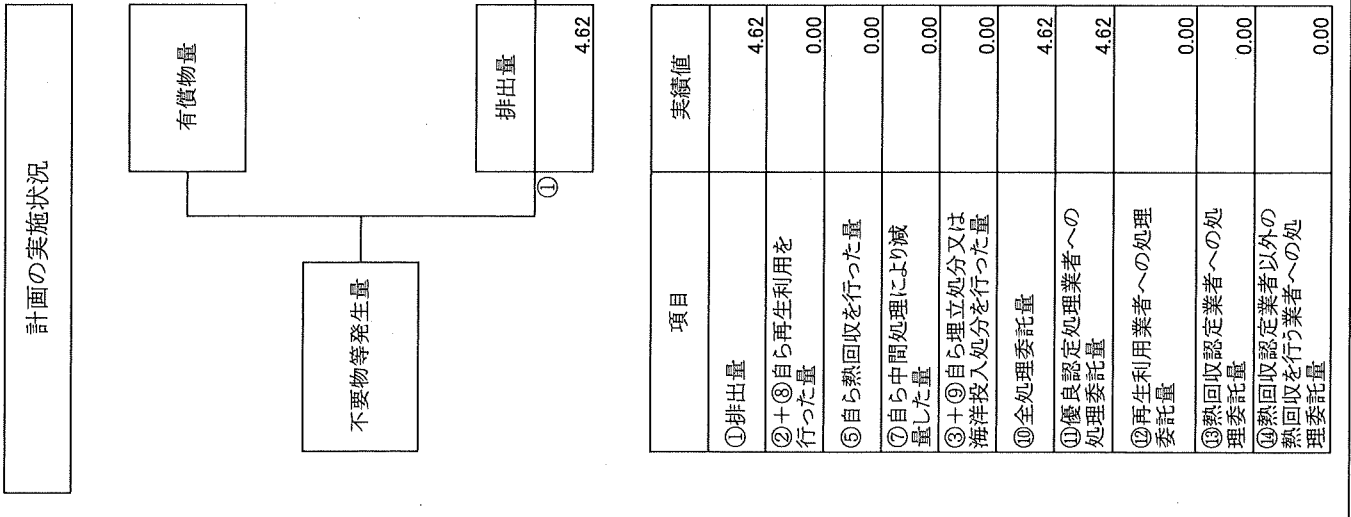 計画の実施状況
有償物量
不要物等発生量
排出量
①
4.62
項目
実績値
①排出量
4.62
②+⑧自ら再生利用を
行った量
0.00
⑤自ら熱回収を行った量
0.00
⑦自ら中間処理により減
量した量
0.00
③+⑨自ら埋立処分又は
海洋投入処分を行った量
0.00
⑩全処理委託量
4.62
⑪優良認定処理業者への
処理委託量
4.62
⑫再生利用業者への処理
委託量
0.00
⑬熱回収認定業者への処
理委託量
0.00
⑭熱回収認定業者以外の
熱回収を行う業者への処
理委託量
0.00